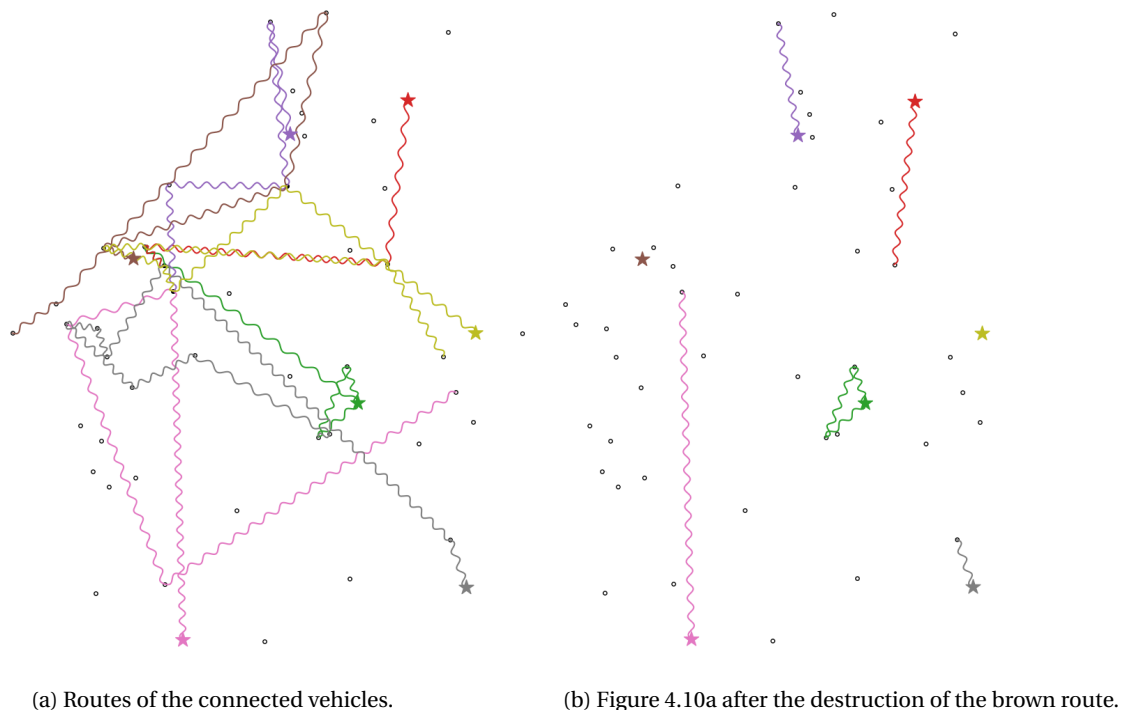 (a) Routes of the connected vehicles.
(b) Figure 4.10a after the destruction of the brown route.